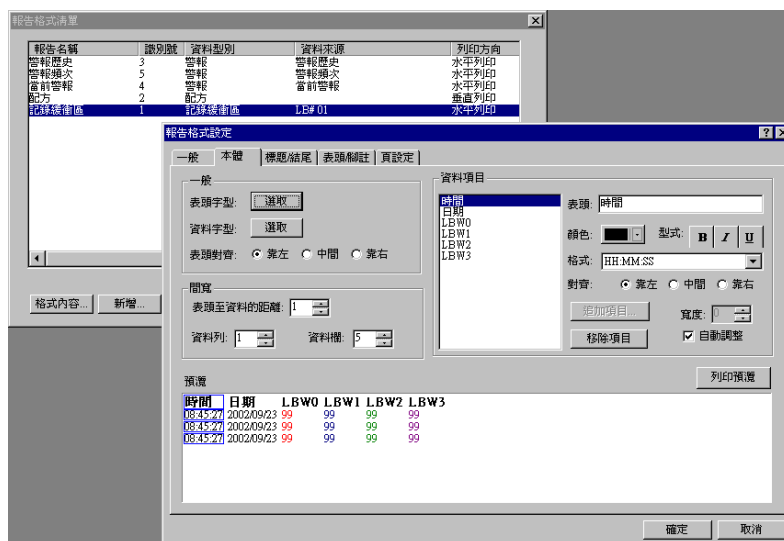 報告格式清單
報告名稱 識別號 資料型別 資料來源 列印方向
警報歷史 3 警報 警報歷史 水平列印
警報頻次 5 警報 警報頻次 水平列印
當前警報 4 警報 當前警報 水平列印
配方 2 配方 垂直列印
記錄緩衝區 1 記錄緩衝區 LB# 01 水平列印
格式內容... 新增...
報告格式設定
一般 本體 標題/結尾 表頭/腳註 頁設定
一般
表頭字型: 選取
資料字型: 選取
表頭對齊: 靠左 中間 靠右
間寬
表頭至資料的距離: 1
資料列: 1 資料欄: 5
資料項目
時間
日期
LBW0
LBW1
LBW2
LBW3
表頭: 時間
顏色: 型式: B I U
格式: HH:MM:SS
對齊: 靠左 中間 靠右
追加項目... 寬度: 0
移除項目 自動調整
列印預灠
預灠
時間 日期 LBW0 LBW1 LBW2 LBW3
08:45:27 2002/09/23 99 99 99 99
08:45:27 2002/09/23 99 99 99 99
08:45:27 2002/09/23 99 99 99 99
確定 取消